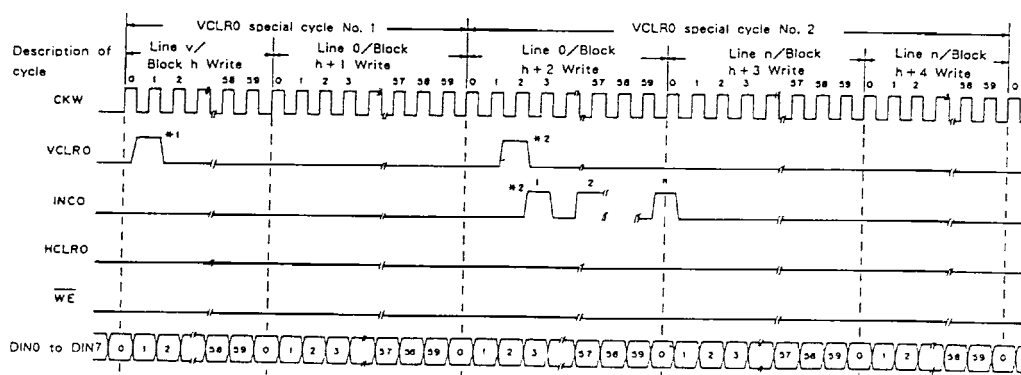 VCLR0 special cycle No. 1
VCLR0 special cycle No. 2
Description of cycle
Line v/ Block h Write
Line 0/Block h+1 Write
Line 0/Block h+2 Write
Line n/Block h+3 Write
Line n/Block h+4 Write
0 1 2 58 59 0 1 2 3 57 58 59 0 1 2 3 57 58 59 0 1 2 3 57 58 59 0 1 2 58 59 0
CKW
VCLR0
*1
*2
INC0
*2
1
2
n
HCLR0
WE
DIN0 to DIN7
0 1 2 58 59 0 1 2 3 57 58 59 0 1 2 3 57 58 59 0 1 2 3 57 58 59 0 1 2 58 59 0